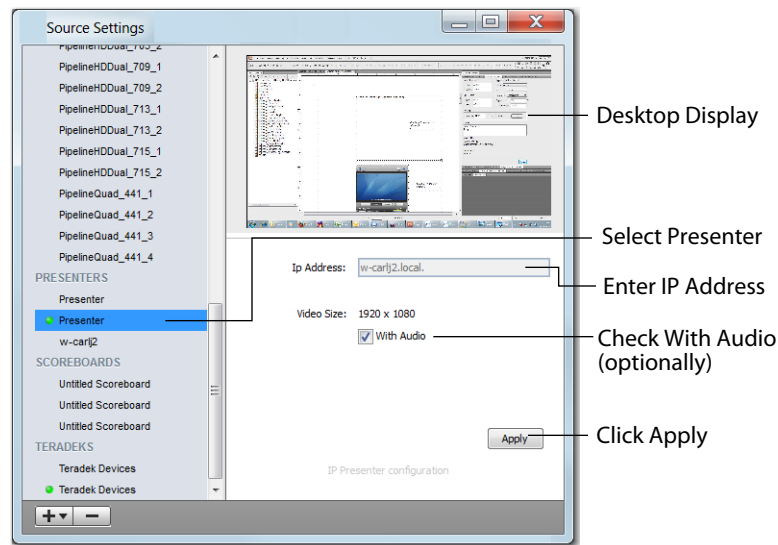 Source Settings
PipelineHDDual_703_2
PipelineHDDual_709_1
PipelineHDDual_709_2
PipelineHDDual_713_1
PipelineHDDual_713_2
PipelineHDDual_715_1
PipelineHDDual_715_2
PipelineQuad_441_1
PipelineQuad_441_2
PipelineQuad_441_3
PipelineQuad_441_4
PRESENTERS
Presenter
Presenter
w-carlj2
SCOREBOARDS
Untitled Scoreboard
Untitled Scoreboard
Untitled Scoreboard
TERADEKS
Teradek Devices
Teradek Devices
Ip Address: w-carlj2.local.
Video Size: 1920 x 1080
With Audio
Apply
IP Presenter configuration
Desktop Display
Select Presenter
Enter IP Address
Check With Audio
(optionally)
Click Apply